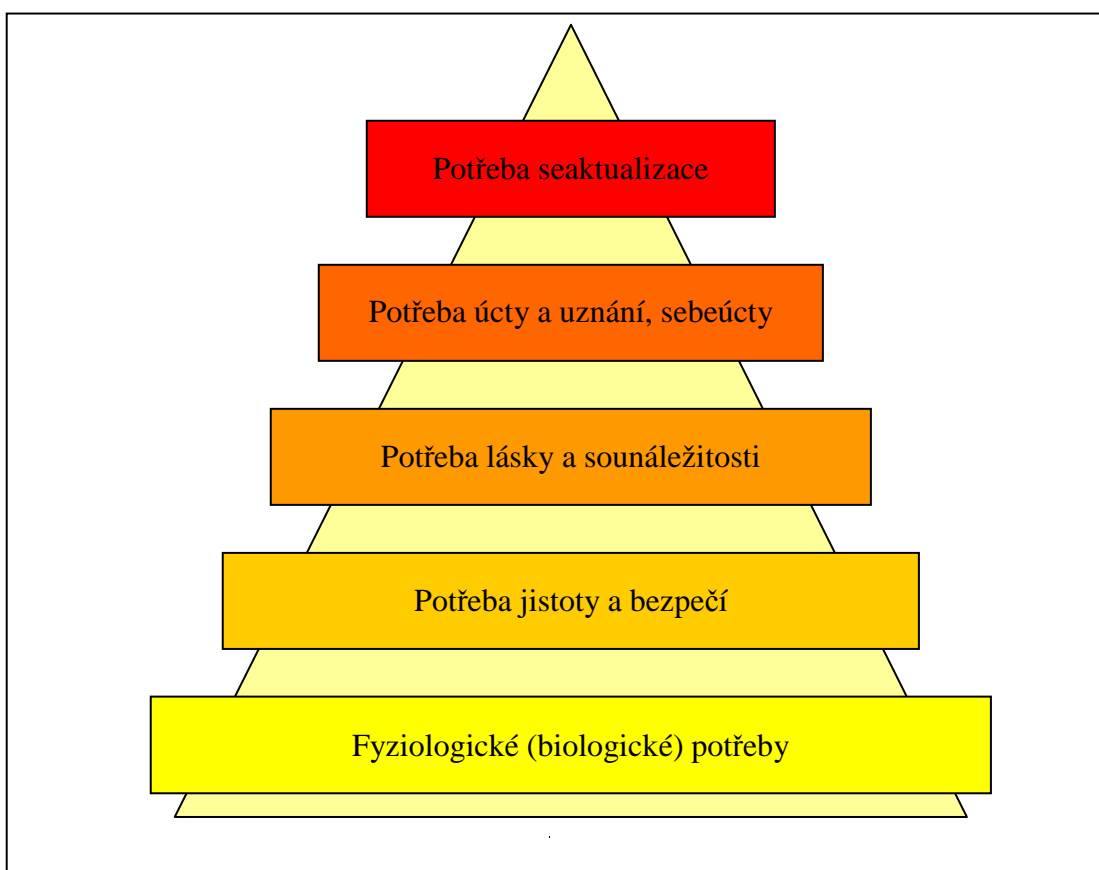 Potřeba seaktualizace
Potřeba úcty a uznání, sebeúcty
Potřeba lásky a sounáležitosti
Potřeba jistoty a bezpečí
Fyziologické (biologické) potřeby